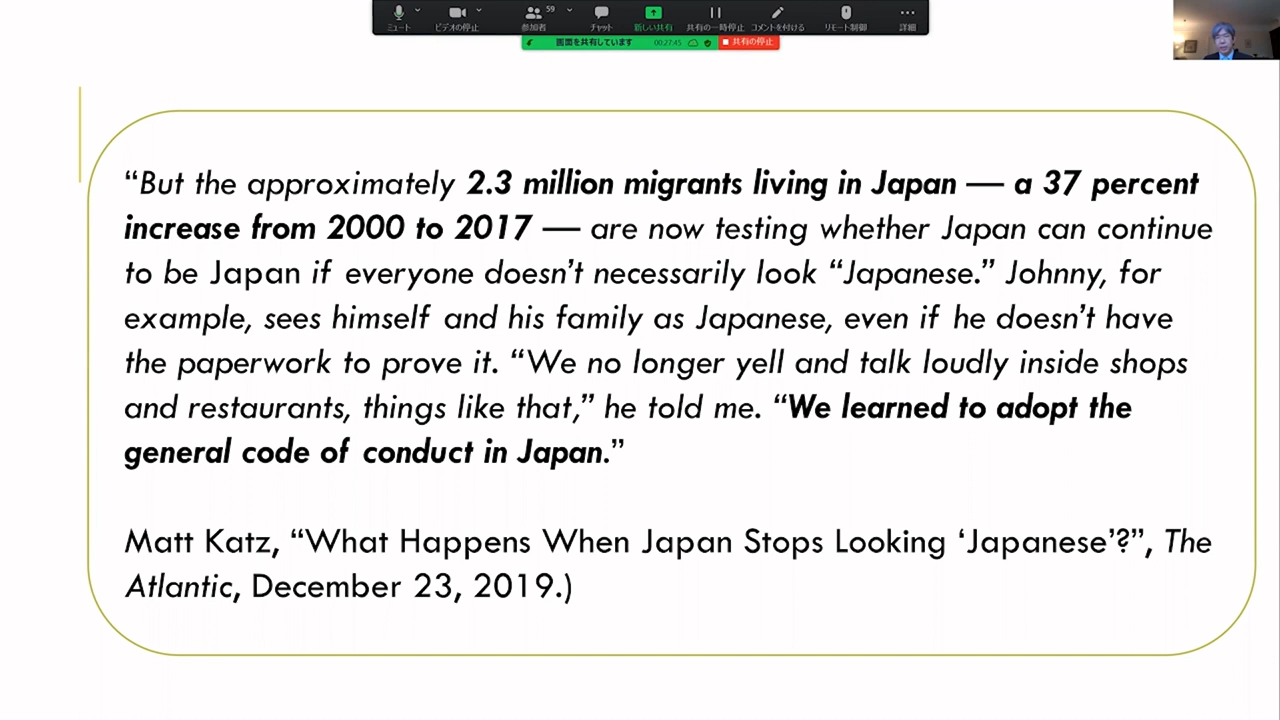 59
ミュート
ビデオの停止
参加者
チャット
新しい共有
共有の一時停止
コメントを付ける
リモート制御
詳細
画面を共有しています
00:27:45
共有の停止
“But the approximately 2.3 million migrants living in Japan — a 37 percent
increase from 2000 to 2017 — are now testing whether Japan can continue
to be Japan if everyone doesn’t necessarily look “Japanese.” Johnny, for
example, sees himself and his family as Japanese, even if he doesn’t have
the paperwork to prove it. “We no longer yell and talk loudly inside shops
and restaurants, things like that,” he told me. “We learned to adopt the
general code of conduct in Japan.”
Matt Katz, “What Happens When Japan Stops Looking ‘Japanese’?”, The
Atlantic, December 23, 2019.)